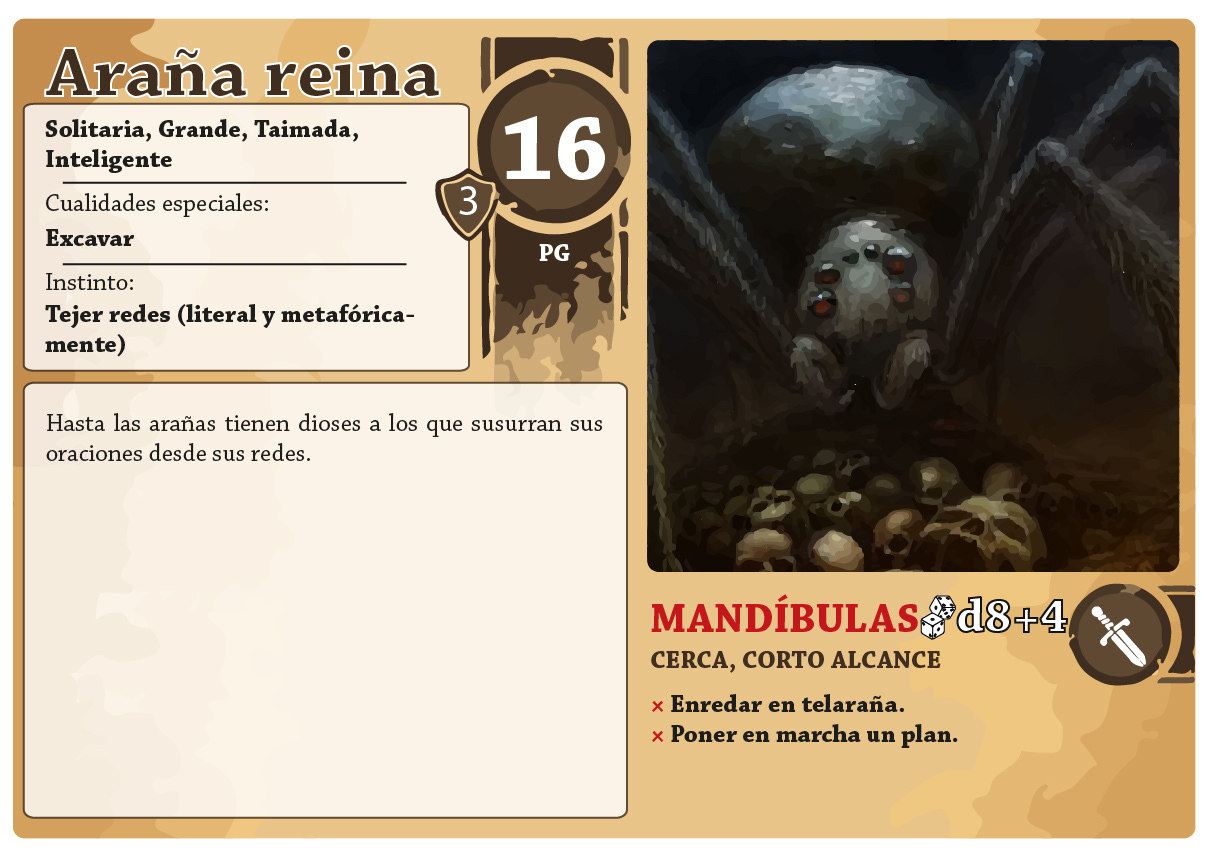 Araña reina
Solitaria, Grande, Taimada,
Inteligente
Cualidades especiales:
Excavar
Instinto:
Tejer redes (literal y metafórica-
mente)
3
16
PG
Hasta las arañas tienen dioses a los que susurran sus
oraciones desde sus redes.
MANDÍBULAS d8+4
CERCA, CORTO ALCANCE
× Enredar en telaraña.
× Poner en marcha un plan.